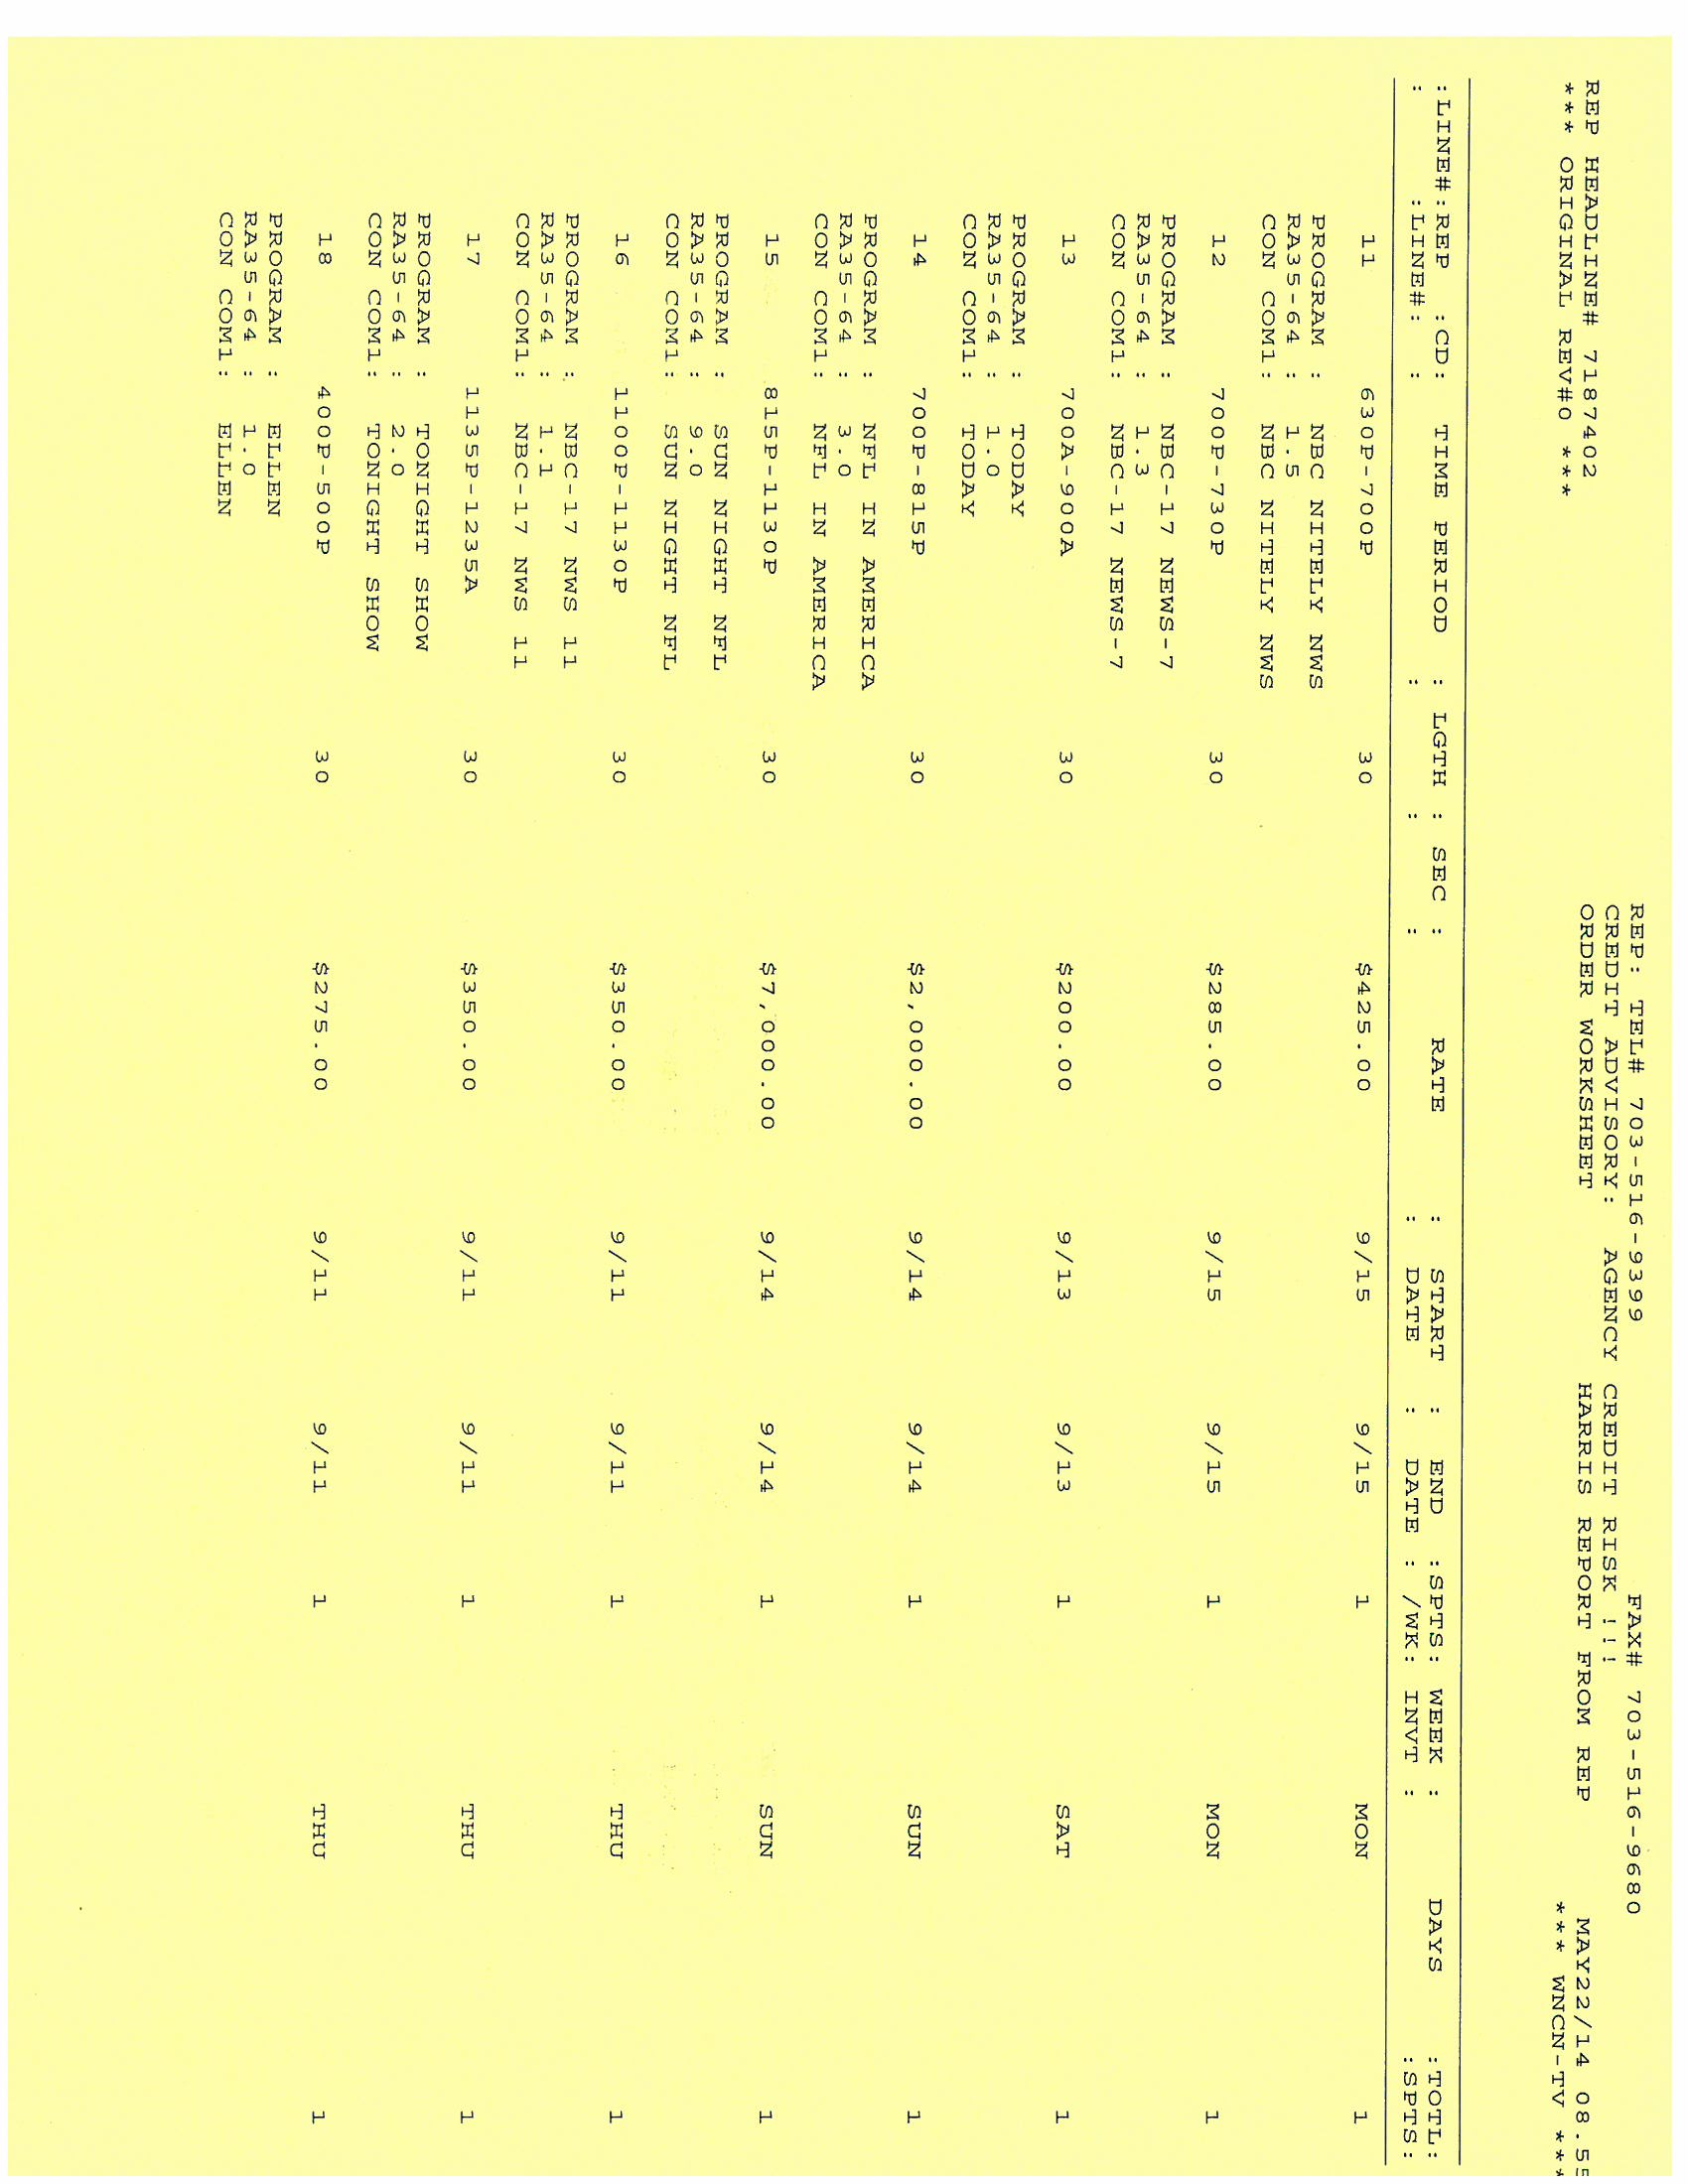 REP: TEL# 703-516-9399 FAX# 703-516-9680
CREDIT ADVISORY: AGENCY CREDIT RISK !!!
REP HEADLINE# 7187402 ORDER WORKSHEET HARRIS REPORT FROM REP MAY22/14 08.55
*** ORIGINAL REV#0 *** *** WNCN-TV ***
:LINE#:REP :CD: TIME PERIOD : LGTH : SEC : RATE : START : END :SPTS: WEEK : DAYS :TOTL:
: :LINE#: : : : : : DATE : DATE : /WK: INVT : :SPTS:
11 630P-700P 30 $425.00 9/15 9/15 1 MON 1
PROGRAM : NBC NITELY NWS
RA35-64 : 1.5
CON COM1: NBC NITELY NWS
12 700P-730P 30 $285.00 9/15 9/15 1 MON 1
PROGRAM : NBC-17 NEWS-7
RA35-64 : 1.3
CON COM1: NBC-17 NEWS-7
13 700A-900A 30 $200.00 9/13 9/13 1 SAT 1
PROGRAM : TODAY
RA35-64 : 1.0
CON COM1: TODAY
14 700P-815P 30 $2,000.00 9/14 9/14 1 SUN 1
PROGRAM : NFL IN AMERICA
RA35-64 : 3.0
CON COM1: NFL IN AMERICA
15 815P-1130P 30 $7,000.00 9/14 9/14 1 SUN 1
PROGRAM : SUN NIGHT NFL
RA35-64 : 9.0
CON COM1: SUN NIGHT NFL
16 1100P-1130P 30 $350.00 9/11 9/11 1 THU 1
PROGRAM : NBC-17 NWS 11
RA35-64 : 1.1
CON COM1: NBC-17 NWS 11
17 1135P-1235A 30 $350.00 9/11 9/11 1 THU 1
PROGRAM : TONIGHT SHOW
RA35-64 : 2.0
CON COM1: TONIGHT SHOW
18 400P-500P 30 $275.00 9/11 9/11 1 THU 1
PROGRAM : ELLEN
RA35-64 : 1.0
CON COM1: ELLEN